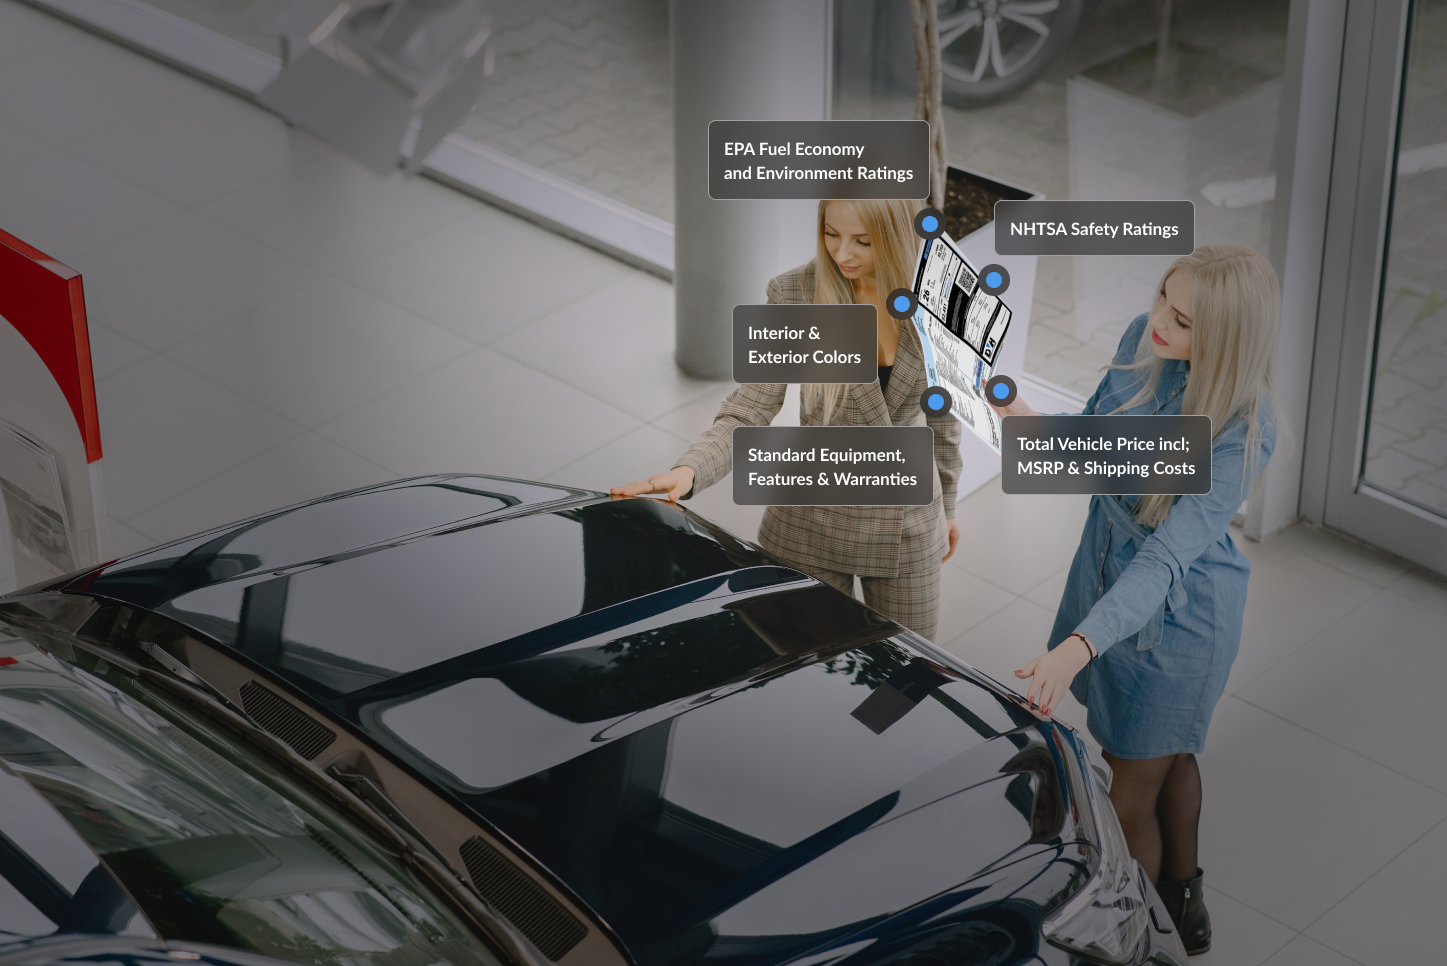 EPA Fuel Economy
and Environment Ratings
NHTSA Safety Ratings
Interior &
Exterior Colors
Standard Equipment,
Features & Warranties
Total Vehicle Price incl;
MSRP & Shipping Costs